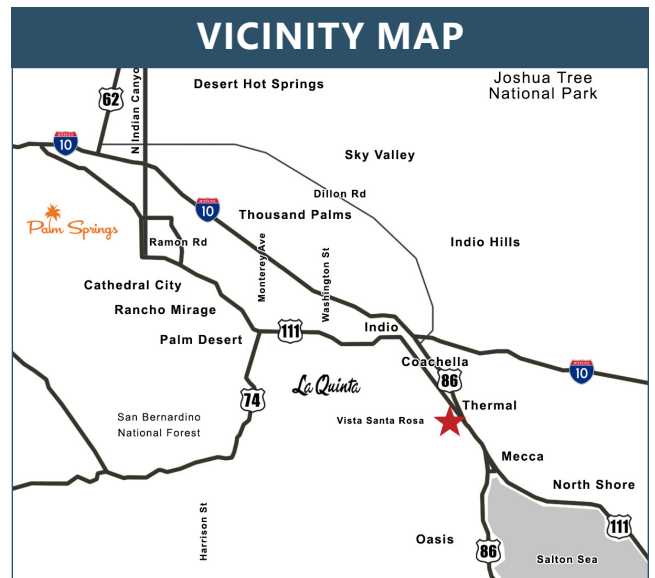 VICINITY MAP
Joshua Tree
National Park
Desert Hot Springs
62
N Indian Canyo
10
Sky Valley
Dillon Rd
10
Thousand Palms
Palm Springs
Ramon Rd
Indio Hills
Monterey Ave
Washington St
Cathedral City
Rancho Mirage
Palm Desert
111
Indio
Coachella
10
86
La Quinta
74
Thermal
San Bernardino
National Forest
Vista Santa Rosa
Mecca
North Shore
Harrison St
111
Oasis
86
Salton Sea